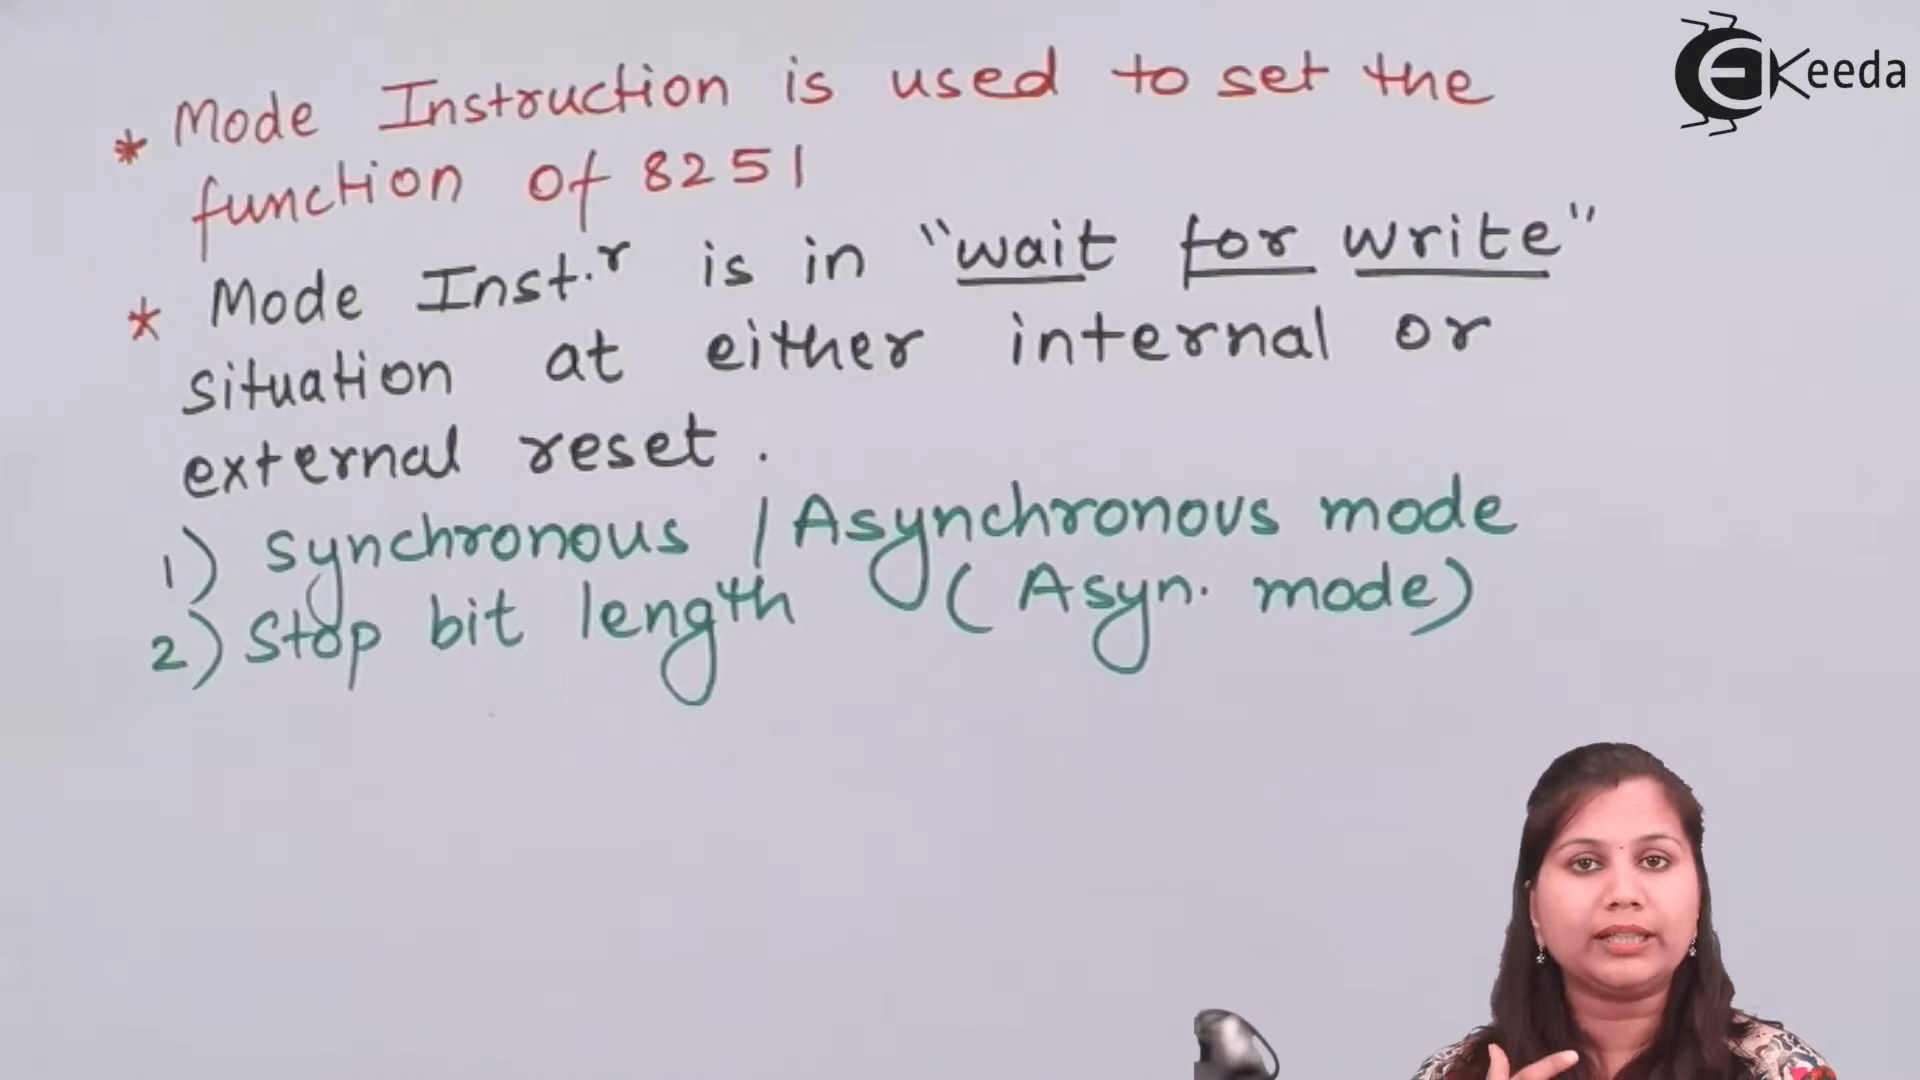 EKeeda
* Mode Instruction is used to set the
function of 8251
* Mode Inst.r is in "wait for write"
situation at either internal or
external reset.
1) Synchronous / Asynchronous mode
2) Stop bit length (Asyn. mode)